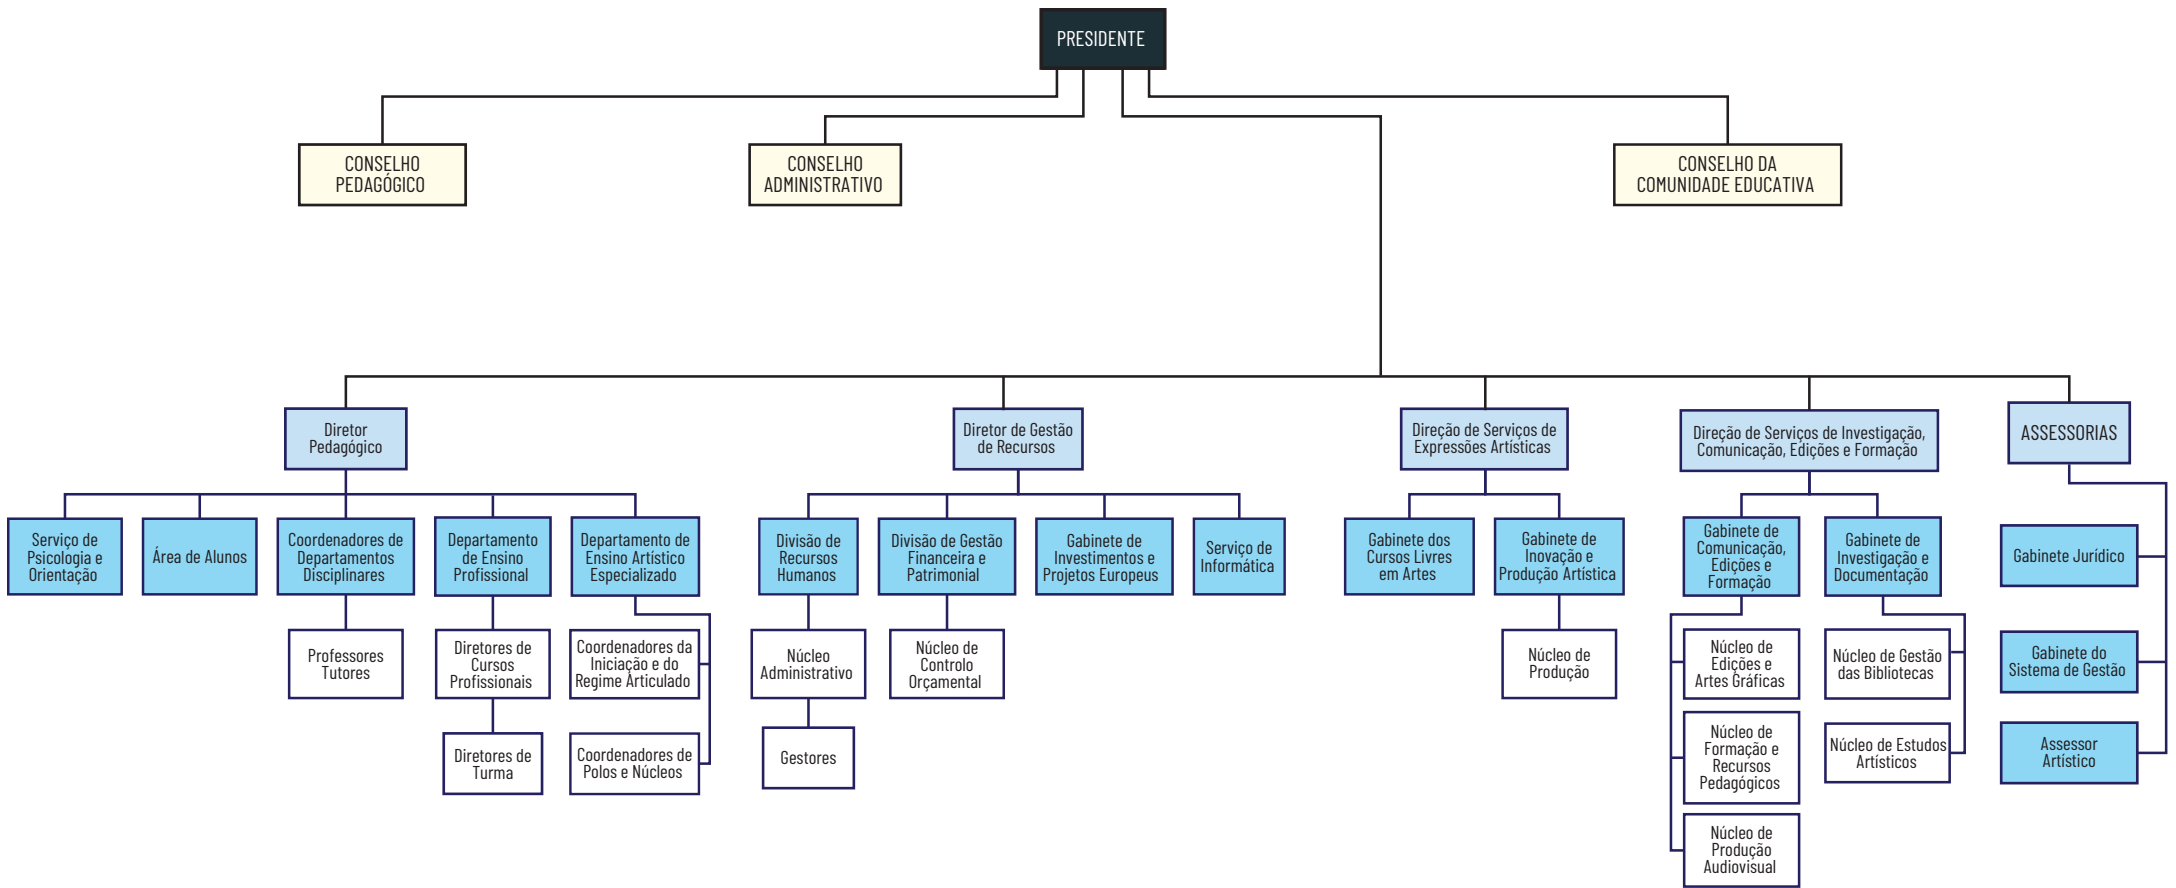 PRESIDENTE
CONSELHO
PEDAGÓGICO
CONSELHO
ADMINISTRATIVO
CONSELHO DA
COMUNIDADE EDUCATIVA
Diretor
Pedagógico
Diretor de Gestão
de Recursos
Direção de Serviços de
Expressões Artísticas
Direção de Serviços de Investigação,
Comunicação, Edições e Formação
ASSESSORIAS
Serviço de
Psicologia e
Orientação
Área de Alunos
Coordenadores de
Departamentos
Disciplinares
Departamento
de Ensino
Profissional
Departamento de
Ensino Artístico
Especializado
Divisão de
Recursos
Humanos
Divisão de Gestão
Financeira e
Patrimonial
Gabinete de
Investimentos e
Projetos Europeus
Serviço de
Informática
Gabinete dos
Cursos Livres
em Artes
Gabinete de
Inovação e
Produção Artística
Gabinete de
Comunicação,
Edições e
Formação
Gabinete de
Investigação e
Documentação
Gabinete Jurídico
Professores
Tutores
Diretores de
Cursos
Profissionais
Coordenadores da
Iniciação e do
Regime Articulado
Núcleo
Administrativo
Núcleo de
Controlo
Orçamental
Núcleo de
Produção
Núcleo de
Edições e
Artes Gráficas
Núcleo de Gestão
das Bibliotecas
Gabinete do
Sistema de Gestão
Diretores de
Turma
Coordenadores de
Polos e Núcleos
Gestores
Núcleo de
Formação e
Recursos
Pedagógicos
Núcleo de Estudos
Artísticos
Assessor
Artístico
Núcleo de
Produção
Audiovisual